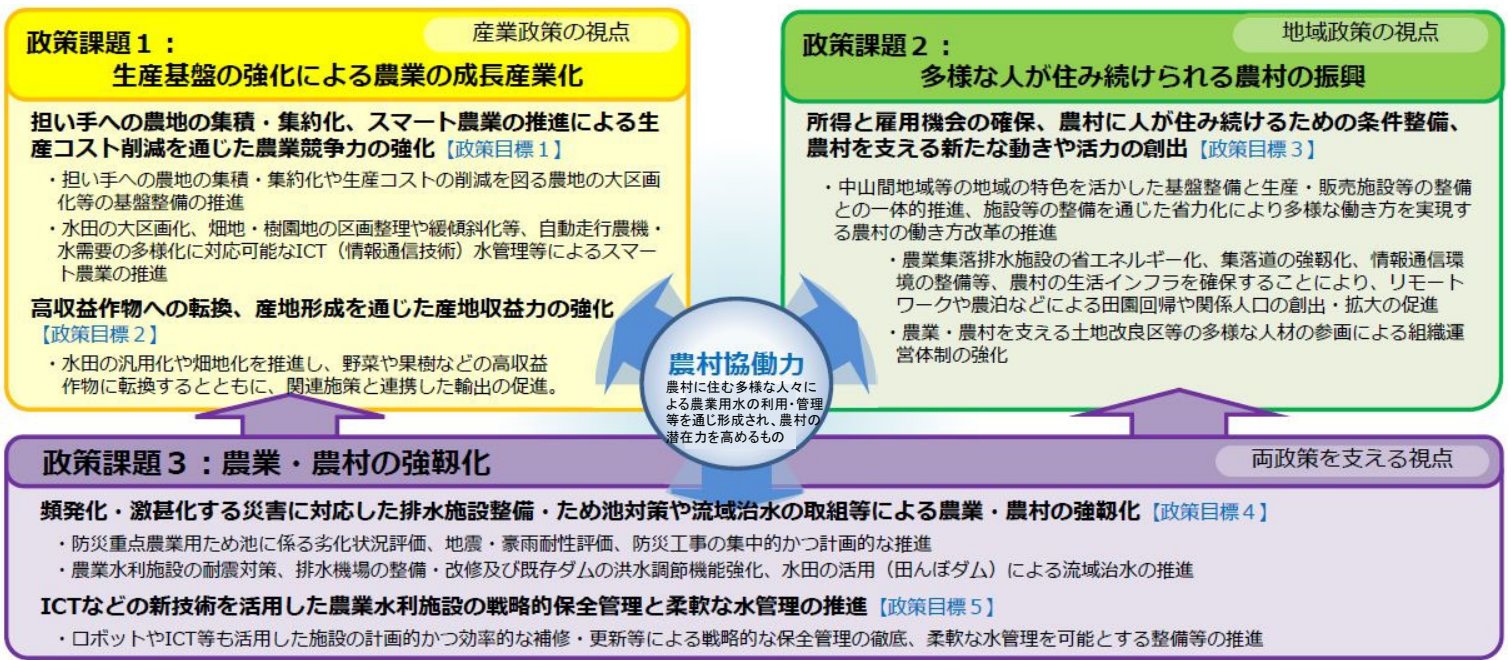 政策課題1：
産業政策の視点
生産基盤の強化による農業の成長産業化
担い手への農地の集積・集約化、スマート農業の推進による生
産コスト削減を通じた農業競争力の強化【政策目標1】
・担い手への農地の集積・集約化や生産コストの削減を図る農地の大区画
化等の基盤整備の推進
・水田の大区画化、畑地・樹園地の区画整理や緩傾斜化等、自動走行農機・
水需要の多様化に対応可能なICT（情報通信技術）水管理等によるスマー
ト農業の推進
高収益作物への転換、産地形成を通じた産地収益力の強化
【政策目標2】
・水田の汎用化や畑地化を推進し、野菜や果樹などの高収益
作物に転換するとともに、関連施策と連携した輸出の促進。
政策課題2：
地域政策の視点
多様な人が住み続けられる農村の振興
所得と雇用機会の確保、農村に人が住み続けるための条件整備、
農村を支える新たな動きや活力の創出【政策目標3】
・中山間地域等の地域の特色を活かした基盤整備と生産・販売施設等の整備
との一体的推進、施設等の整備を通じた省力化により多様な働き方を実現す
る農村の働き方改革の推進
・農業集落排水施設の省エネルギー化、集落道の強靱化、情報通信環
境の整備等、農村の生活インフラを確保することにより、リモート
ワークや農泊などによる田園回帰や関係人口の創出・拡大の促進
・農業・農村を支える土地改良区等の多様な人材の参画による組織運
営体制の強化
農村協働力
農村に住む多様な人々に
よる農業用水の利用・管理
等を通じ形成され、農村の
潜在力を高めるもの
政策課題3：農業・農村の強靱化
両政策を支える視点
頻発化・激甚化する災害に対応した排水施設整備・ため池対策や流域治水の取組等による農業・農村の強靱化【政策目標4】
・防災重点農業用ため池に係る劣化状況評価、地震・豪雨耐性評価、防災工事の集中的かつ計画的な推進
・農業水利施設の耐震対策、排水機場の整備・改修及び既存ダムの洪水調節機能強化、水田の活用（田んぼダム）による流域治水の推進
ICTなどの新技術を活用した農業水利施設の戦略的保全管理と柔軟な水管理の推進【政策目標5】
・ロボットやICT等も活用した施設の計画的かつ効率的な補修・更新等による戦略的な保全管理の徹底、柔軟な水管理を可能とする整備等の推進